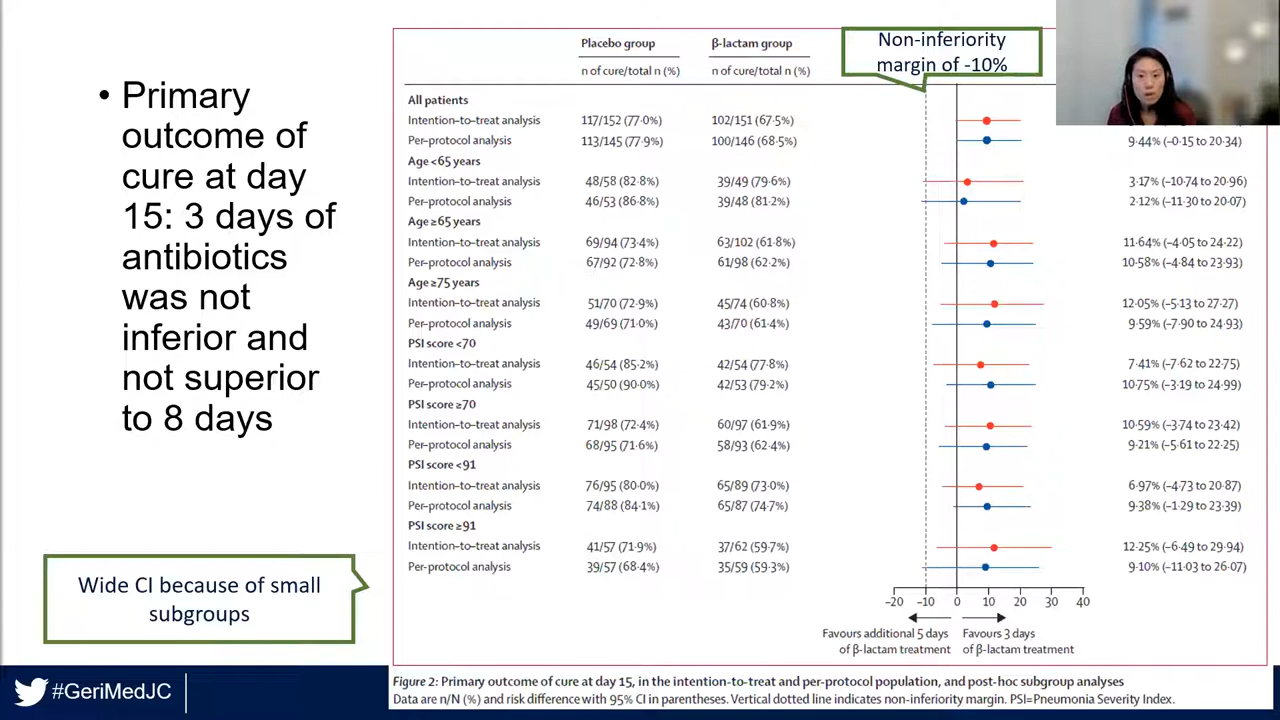 • Primary
outcome of
cure at day
15: 3 days of
antibiotics
was not
inferior and
not superior
to 8 days
Wide CI because of small
subgroups
#GeriMedJC
Non-inferiority
margin of -10%
Placebo group β-lactam group
n of cure/total n (%) n of cure/total n (%)
All patients
Intention-to-treat analysis 117/152 (77·0%) 102/151 (67·5%)
Per-protocol analysis 113/145 (77·9%) 100/146 (68·5%) 9·44% (–0·15 to 20·34)
Age <65 years
Intention-to-treat analysis 48/58 (82·8%) 39/49 (79·6%) 3·17% (–10·74 to 20·96)
Per-protocol analysis 46/53 (86·8%) 39/48 (81·2%) 2·12% (–11·30 to 20·07)
Age ≥65 years
Intention-to-treat analysis 69/94 (73·4%) 63/102 (61·8%) 11·64% (–4·05 to 24·22)
Per-protocol analysis 67/92 (72·8%) 61/98 (62·2%) 10·58% (–4·84 to 23·93)
Age ≥75 years
Intention-to-treat analysis 51/70 (72·9%) 45/74 (60·8%) 12·05% (–5·13 to 27·27)
Per-protocol analysis 49/69 (71·0%) 43/70 (61·4%) 9·59% (–7·90 to 24·93)
PSI score <70
Intention-to-treat analysis 46/54 (85·2%) 42/54 (77·8%) 7·41% (–7·62 to 22·75)
Per-protocol analysis 45/50 (90·0%) 42/53 (79·2%) 10·75% (–3·19 to 24·99)
PSI score ≥70
Intention-to-treat analysis 71/98 (72·4%) 60/97 (61·9%) 10·59% (–3·74 to 23·42)
Per-protocol analysis 68/95 (71·6%) 58/93 (62·4%) 9·21% (–5·61 to 22·25)
PSI score <91
Intention-to-treat analysis 76/95 (80·0%) 65/89 (73·0%) 6·97% (–4·73 to 20·87)
Per-protocol analysis 74/88 (84·1%) 65/87 (74·7%) 9·38% (–1·29 to 23·39)
PSI score ≥91
Intention-to-treat analysis 41/57 (71·9%) 37/62 (59·7%) 12·25% (–6·49 to 29·94)
Per-protocol analysis 39/57 (68·4%) 35/59 (59·3%) 9·10% (–11·03 to 26·07)
–20 –10 0 10 20 30 40
Favours additional 5 days Favours 3 days
of β-lactam treatment of β-lactam treatment
Figure 2: Primary outcome of cure at day 15, in the intention-to-treat and per-protocol population, and post-hoc subgroup analyses
Data are n/N (%) and risk difference with 95% CI in parentheses. Vertical dotted line indicates non-inferiority margin. PSI=Pneumonia Severity Index.